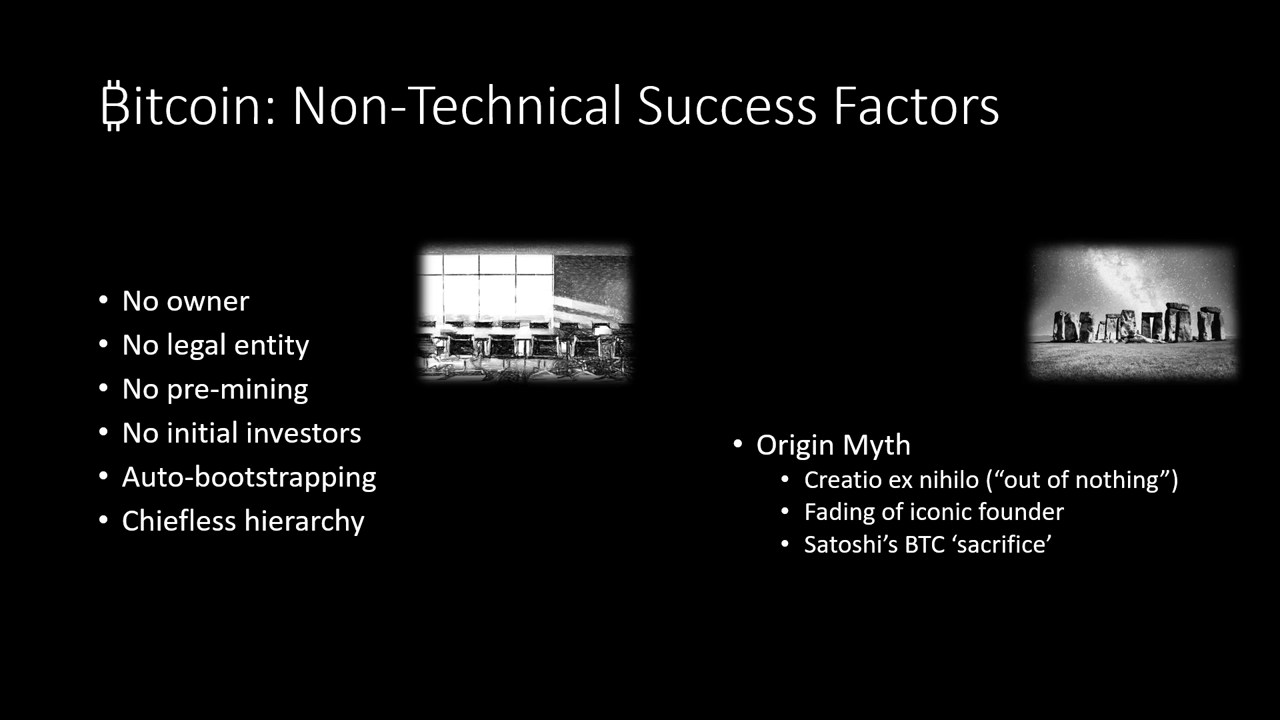 ₿itcoin: Non-Technical Success Factors
• No owner
• No legal entity
• No pre-mining
• No initial investors
• Auto-bootstrapping
• Chiefless hierarchy
• Origin Myth
• Creatio ex nihilo (“out of nothing”)
• Fading of iconic founder
• Satoshi’s BTC ‘sacrifice’